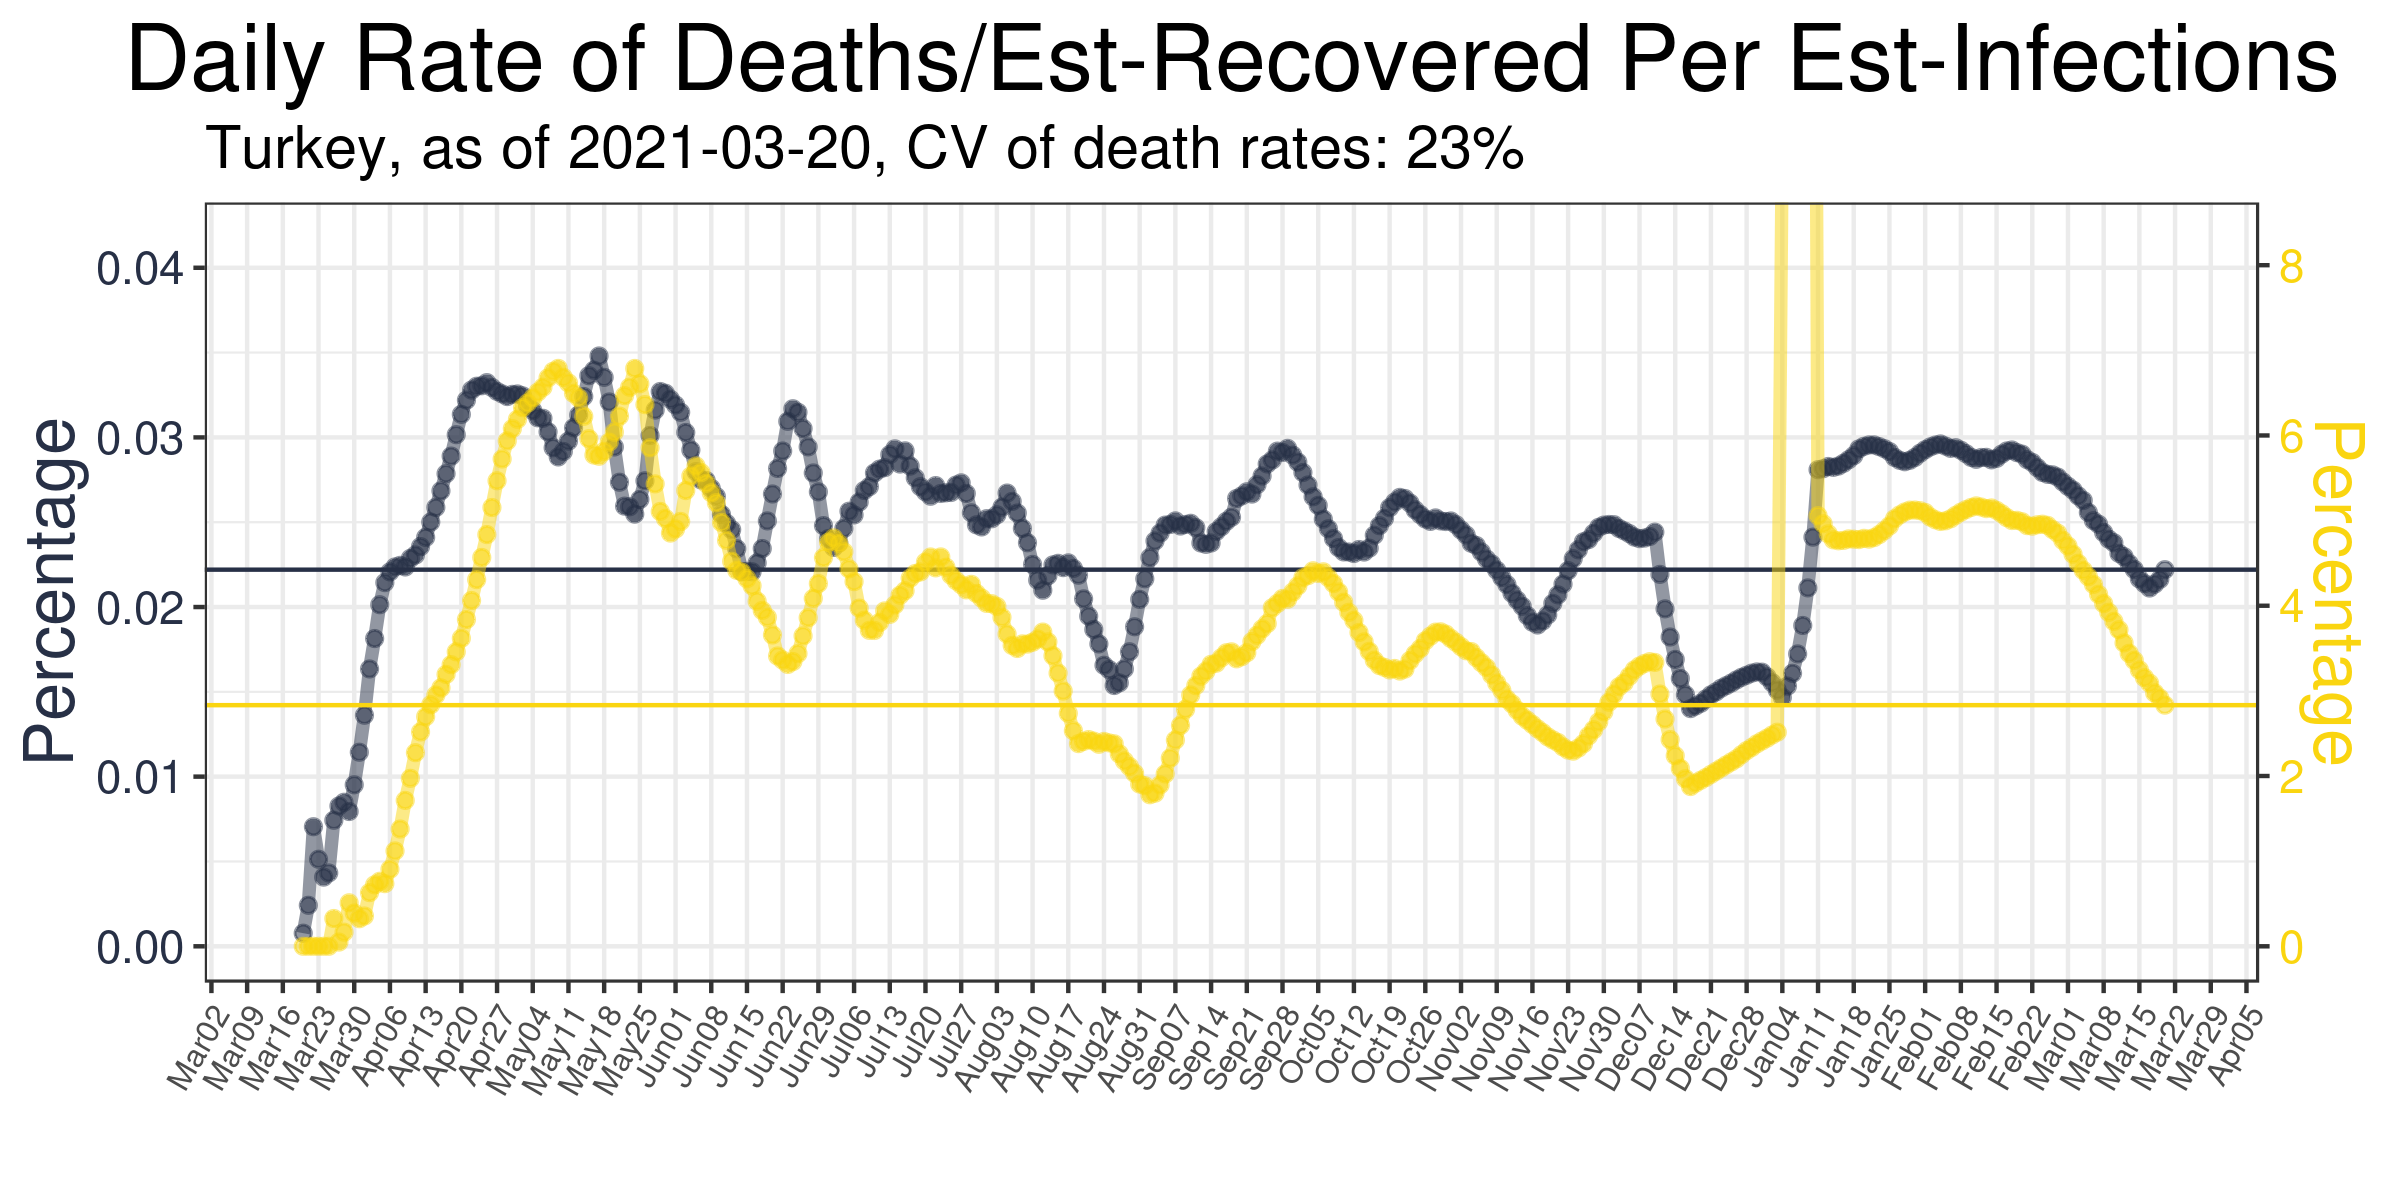 Daily Rate of Deaths/Est-Recovered Per Est-Infections
Turkey, as of 2021-03-20, CV of death rates: 23%
Percentage
0.04
0.03
0.02
0.01
0.00
8
6
4
2
0
Percentage
Mar02
Mar09
Mar16
Mar23
Mar30
Apr06
Apr13
Apr20
Apr27
May04
May11
May18
May25
Jun01
Jun08
Jun15
Jun22
Jun29
Jul06
Jul13
Jul20
Jul27
Aug03
Aug10
Aug17
Aug24
Aug31
Sep07
Sep14
Sep21
Sep28
Oct05
Oct12
Oct19
Oct26
Nov02
Nov09
Nov16
Nov23
Nov30
Dec07
Dec14
Dec21
Dec28
Jan04
Jan11
Jan18
Jan25
Feb01
Feb08
Feb15
Feb22
Mar01
Mar08
Mar15
Mar22
Mar29
Apr05